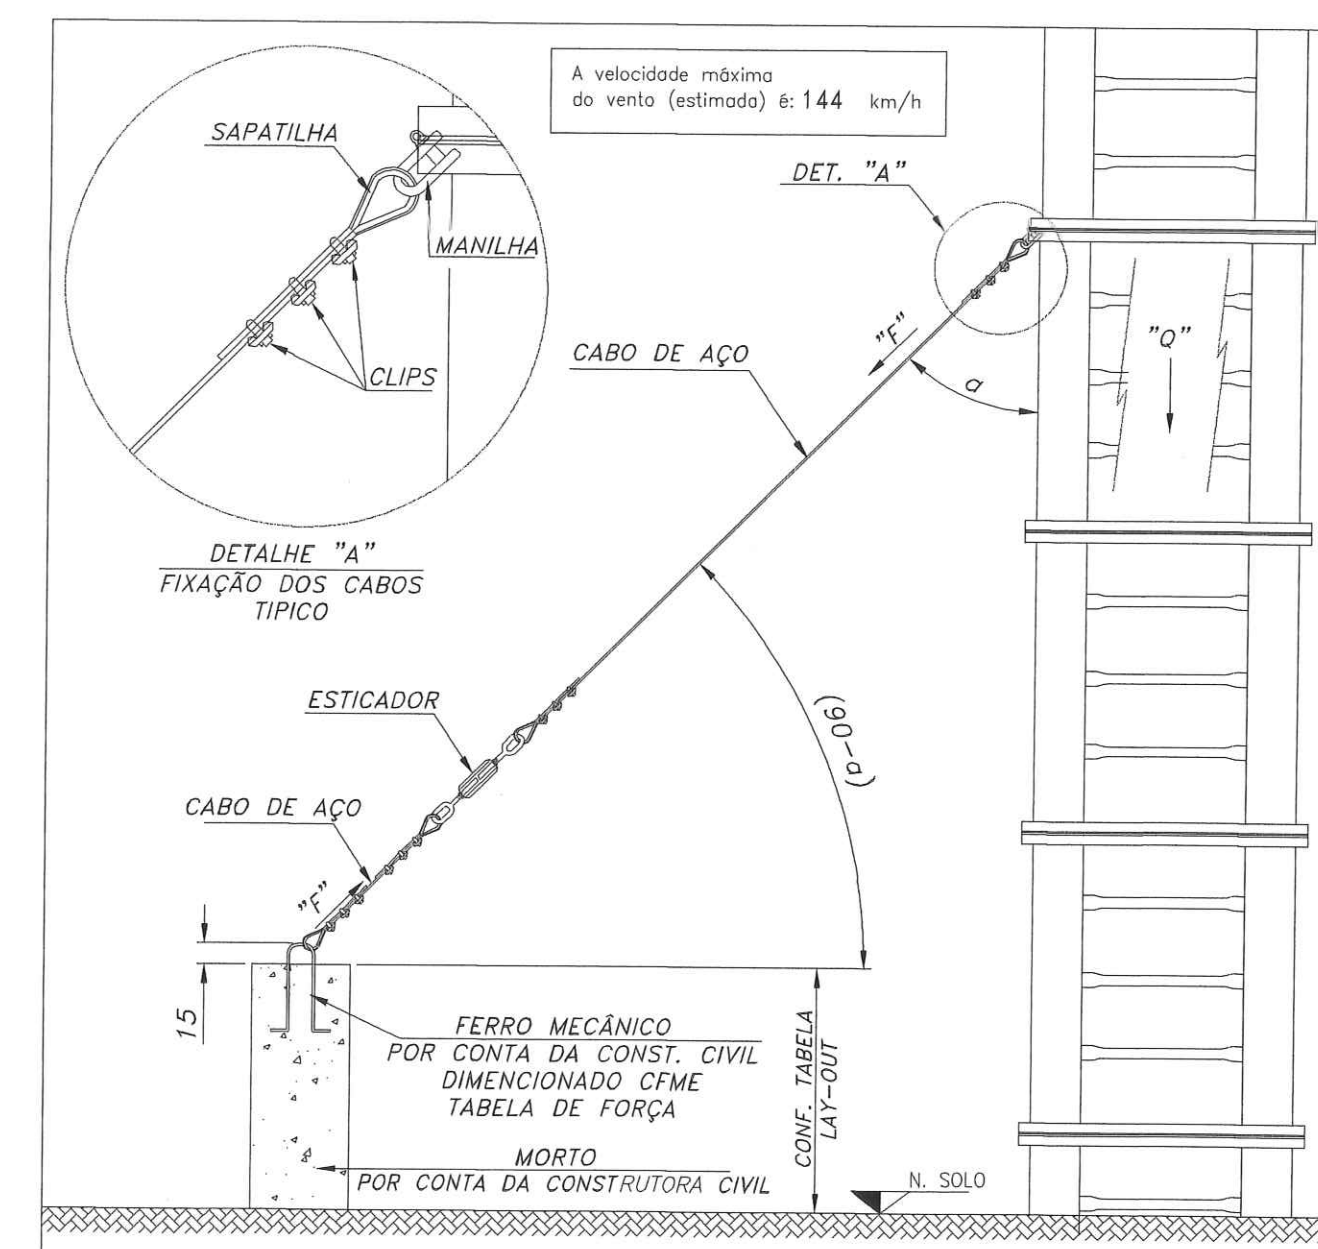 A velocidade máxima
do vento (estimada) é: 144 km/h
SAPATILHA
MANILHA
CLIPS
DETALHE "A"
FIXAÇÃO DOS CABOS
TIPICO
DET. "A"
"F"
CABO DE AÇO
a
"Q"
(90-a)
ESTICADOR
CABO DE AÇO
"F"
15
FERRO MECÂNICO
POR CONTA DA CONST. CIVIL
DIMENCIONADO CFME
TABELA DE FORÇA
MORTO
POR CONTA DA CONSTRUTORA CIVIL
CONF. TABELA
LAY-OUT
N. SOLO